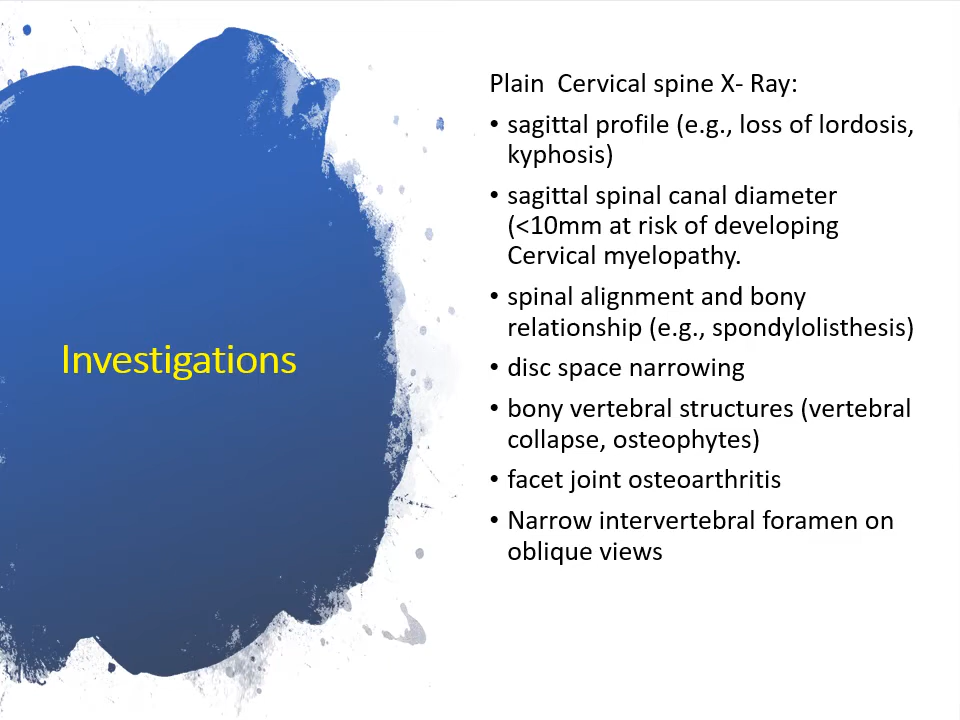 Investigations
Plain  Cervical spine X- Ray:
• sagittal profile (e.g., loss of lordosis,
kyphosis)
• sagittal spinal canal diameter
(<10mm at risk of developing
Cervical myelopathy.
• spinal alignment and bony
relationship (e.g., spondylolisthesis)
• disc space narrowing
• bony vertebral structures (vertebral
collapse, osteophytes)
• facet joint osteoarthritis
• Narrow intervertebral foramen on
oblique views